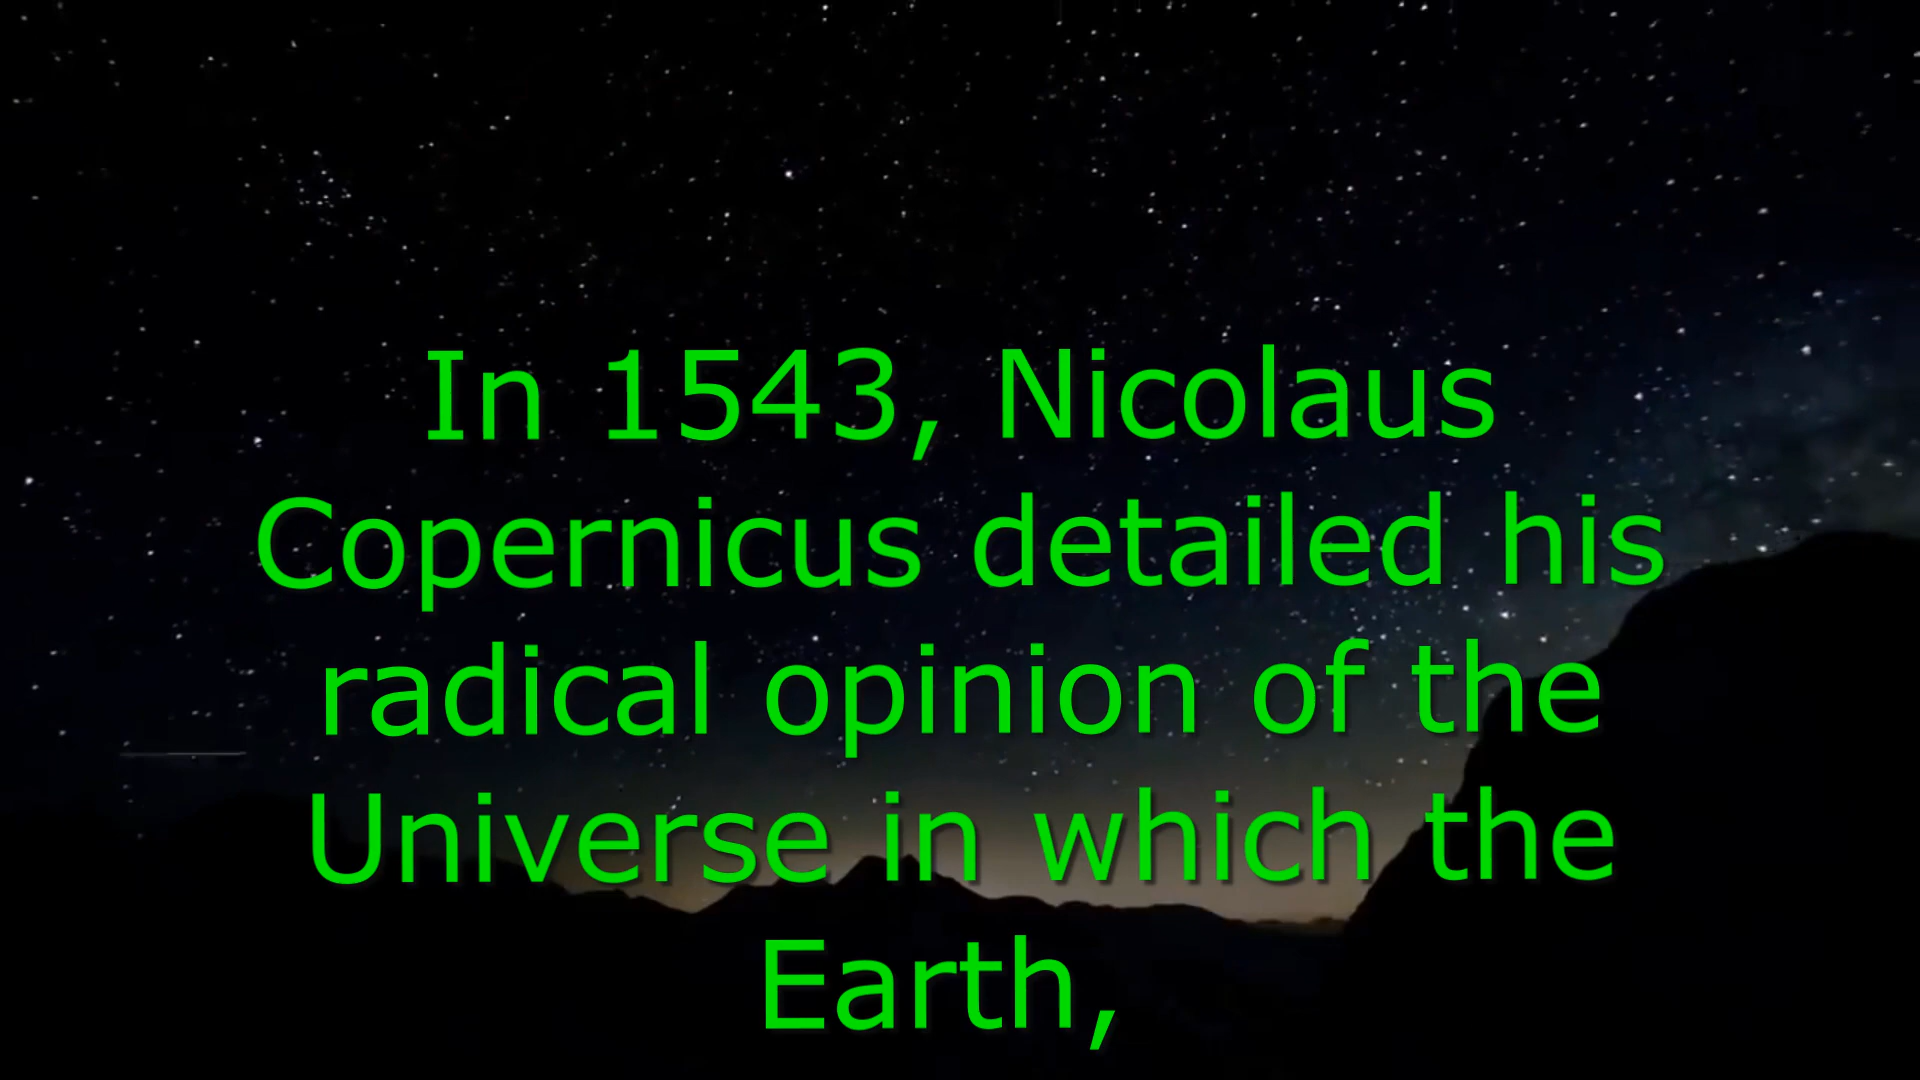 In 1543, Nicolaus
Copernicus detailed his
radical opinion of the
Universe in which the
Earth,